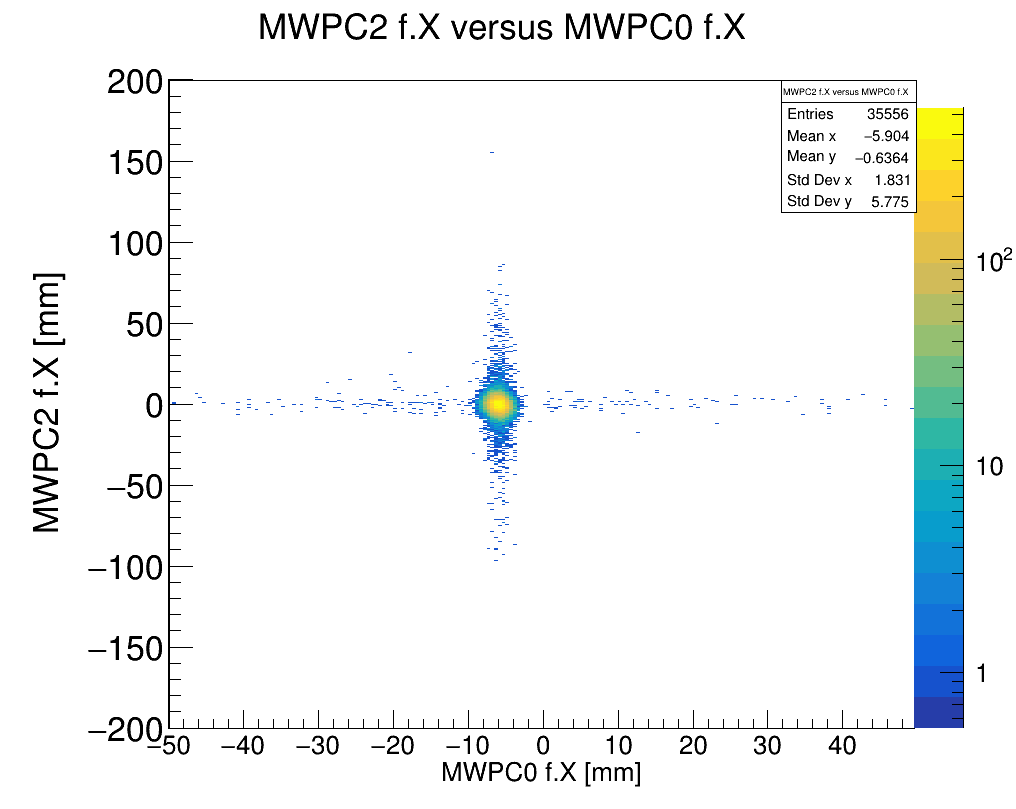 MWPC2 f.X versus MWPC0 f.X
MWPC2 f.X versus MWPC0 f.X
Entries 35556
Mean x −5.904
Mean y −0.6364
Std Dev x 1.831
Std Dev y 5.775
MWPC2 f.X [mm]
200
150
100
50
0
−50
−100
−150
−200
−50 −40 −30 −20 −10 0 10 20 30 40
MWPC0 f.X [mm]
10²
10
1